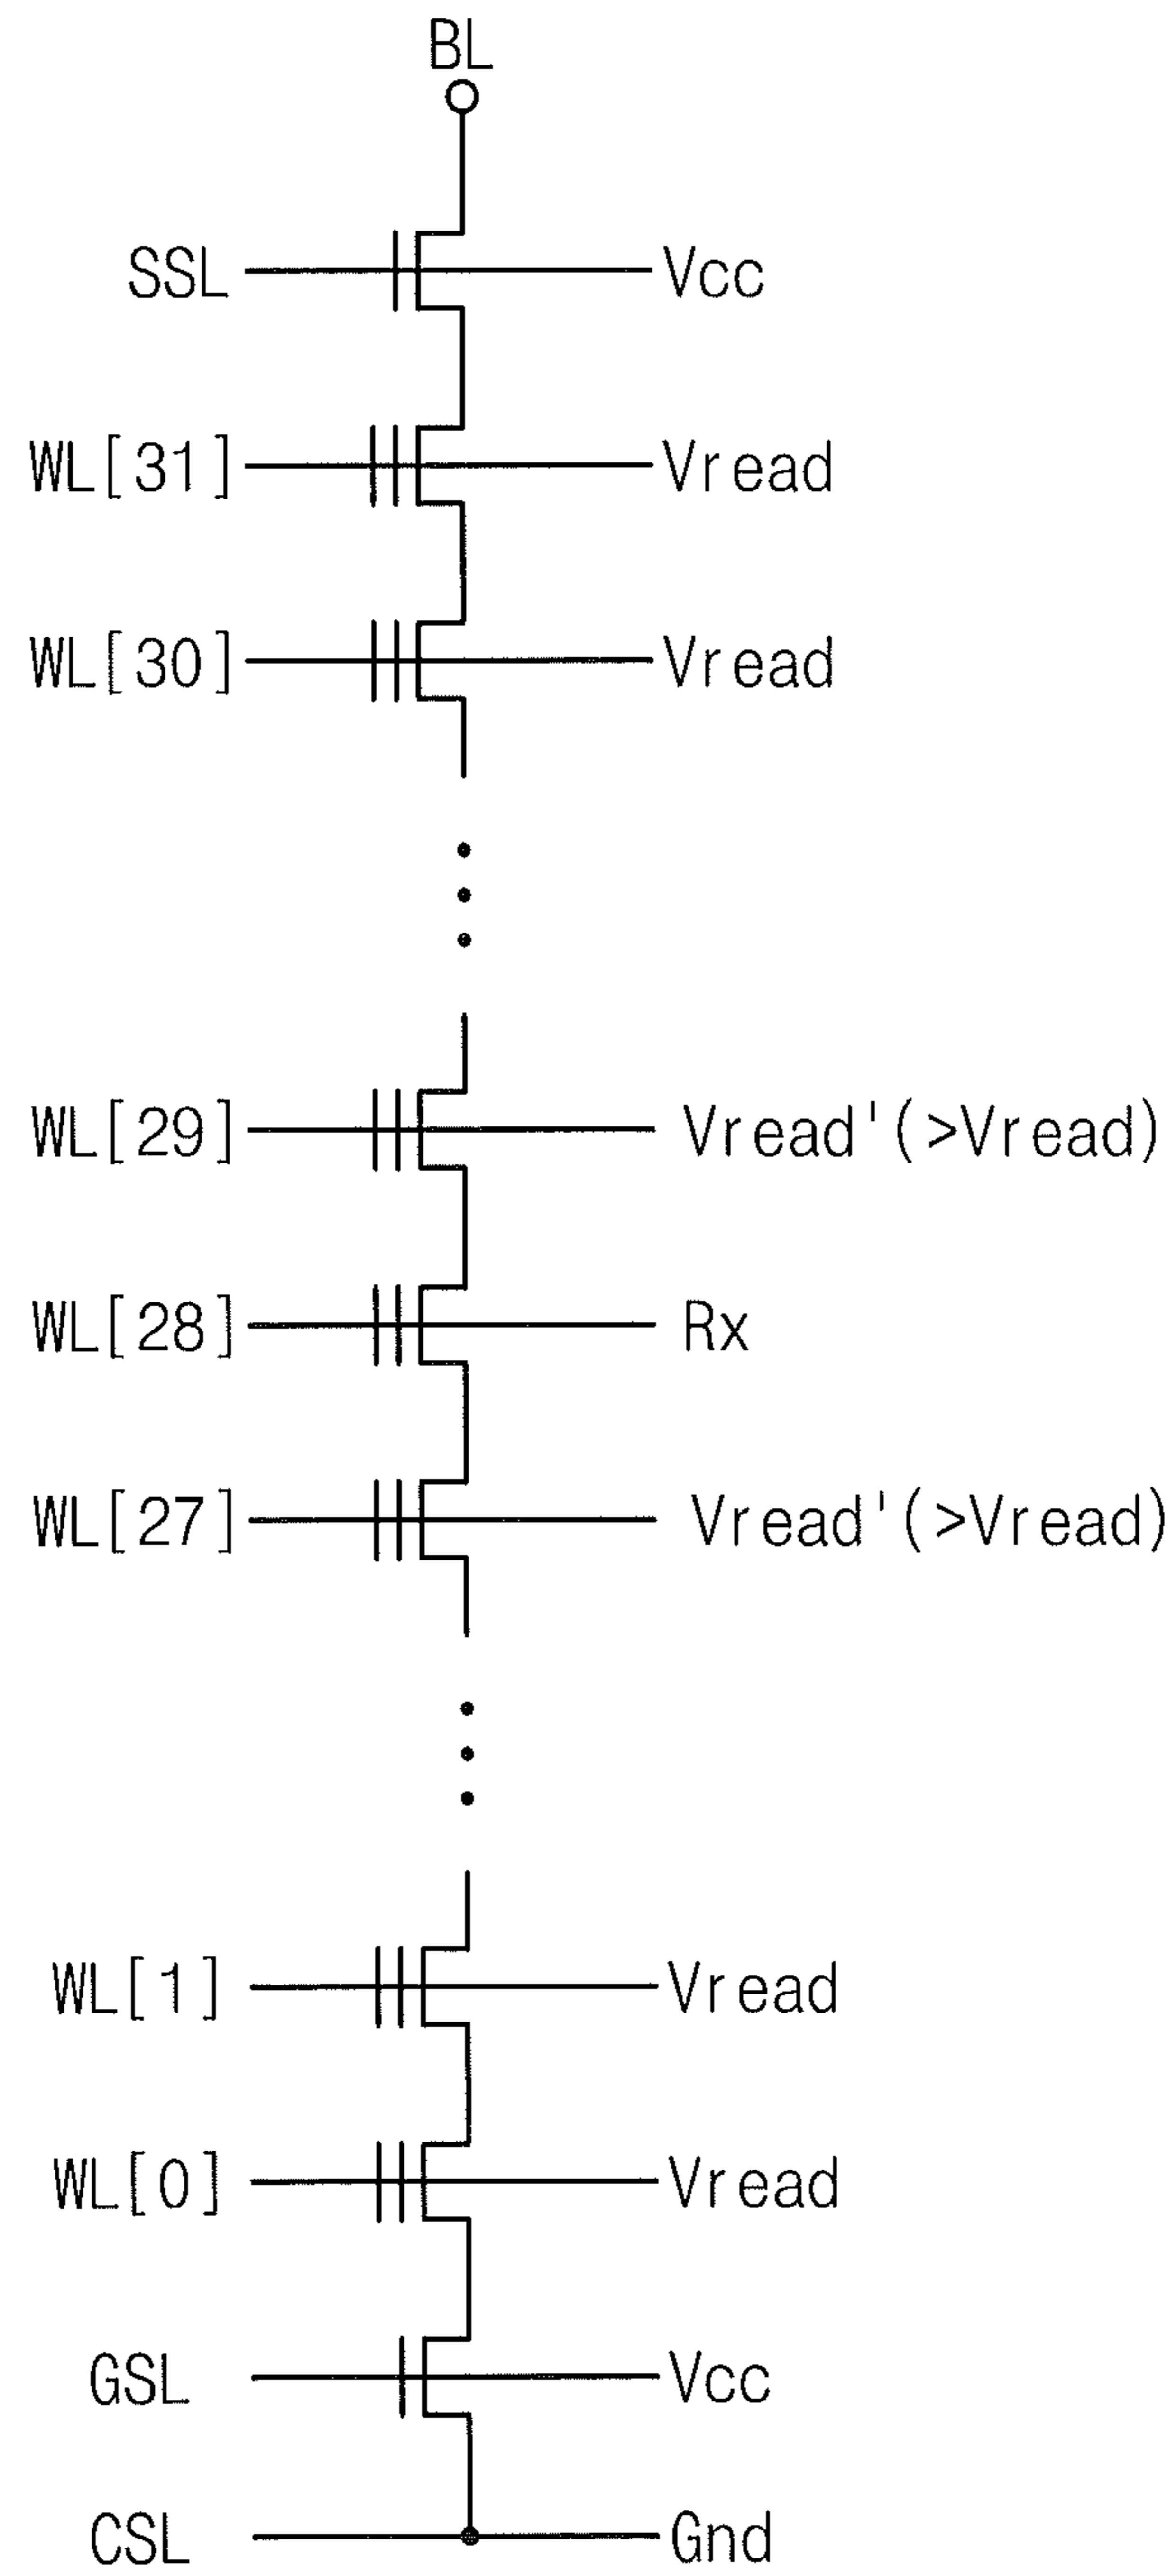 BL
SSL Vcc
WL[31] Vread
WL[30] Vread
WL[29] Vread'(>Vread)
WL[28] Rx
WL[27] Vread'(>Vread)
WL[1] Vread
WL[0] Vread
GSL Vcc
CSL Gnd